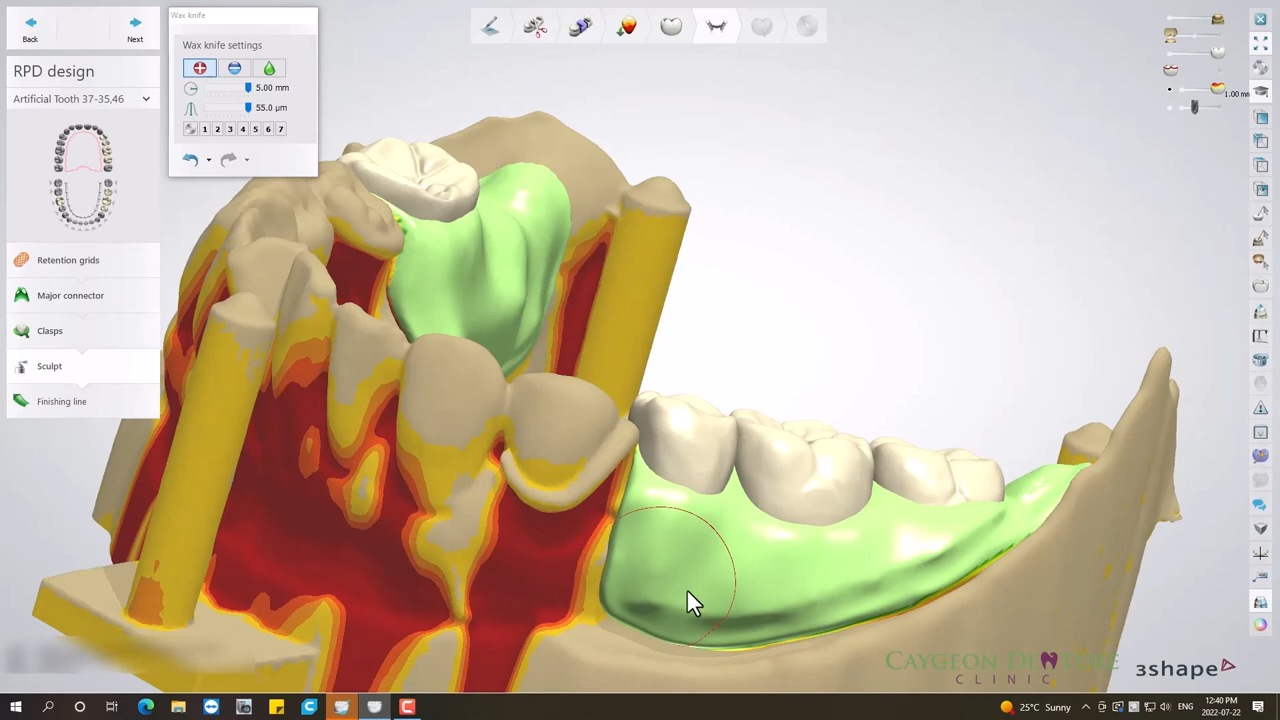 Back
Next
RPD design
Artificial Tooth 37-35,46
Retention grids
Major connector
Clasps
Sculpt
Finishing line
Wax knife
Wax knife settings
5.00 mm
55.0 µm
1 2 3 4 5 6 7
1.00 mm
CAYGEON DENTURE
CLINIC
3shape
25°C Sunny
ENG
12:40 PM
2022-07-22